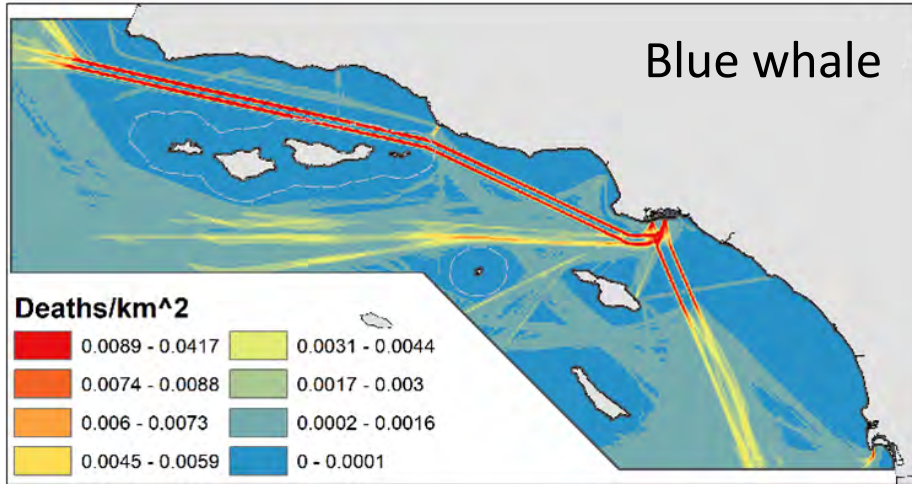 Blue whale
Deaths/km^2
0.0089 - 0.0417
0.0074 - 0.0088
0.006 - 0.0073
0.0045 - 0.0059
0.0031 - 0.0044
0.0017 - 0.003
0.0002 - 0.0016
0 - 0.0001